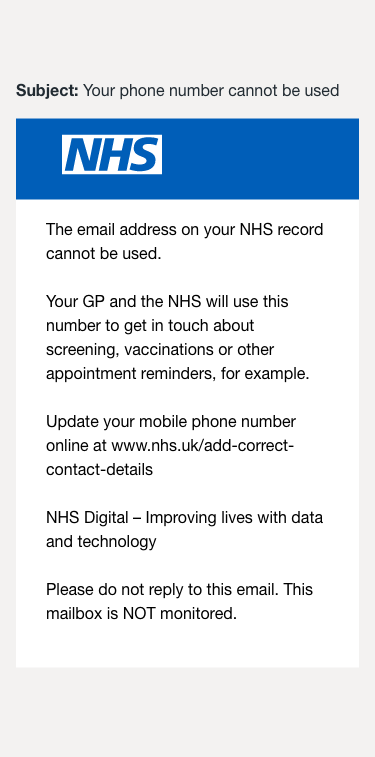 Subject: Your phone number cannot be used
NHS
The email address on your NHS record
cannot be used.
Your GP and the NHS will use this
number to get in touch about
screening, vaccinations or other
appointment reminders, for example.
Update your mobile phone number
online at www.nhs.uk/add-correct-
contact-details
NHS Digital – Improving lives with data
and technology
Please do not reply to this email. This
mailbox is NOT monitored.